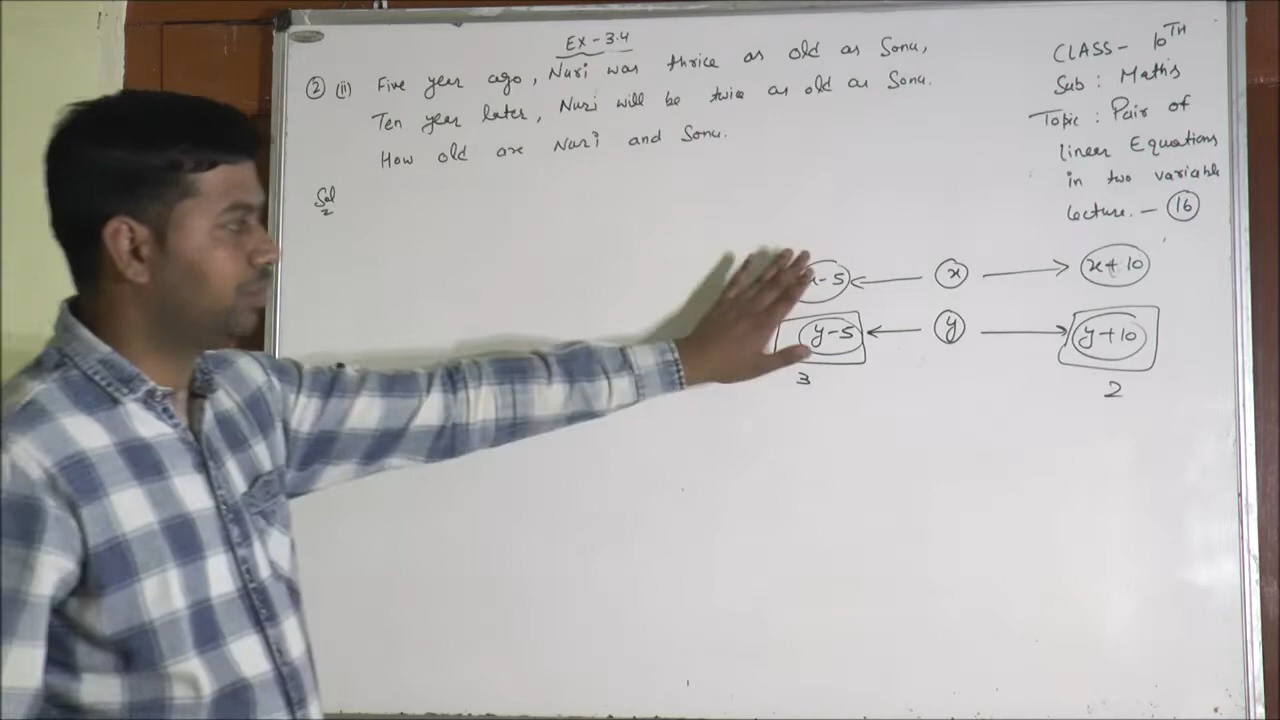 Ex - 3.4
② (ii) Five year ago, Nuri was thrice as old as Sonu,
Ten year later, Nuri will be twice as old as Sonu.
How old are Nuri and Sonu.
Sol
CLASS - 10TH
Sub : Maths
Topic : Pair of
linear Equations
in two variable
lecture. - 16
x-5 ← x → x+10
y-5 ← y → y+10
3 2